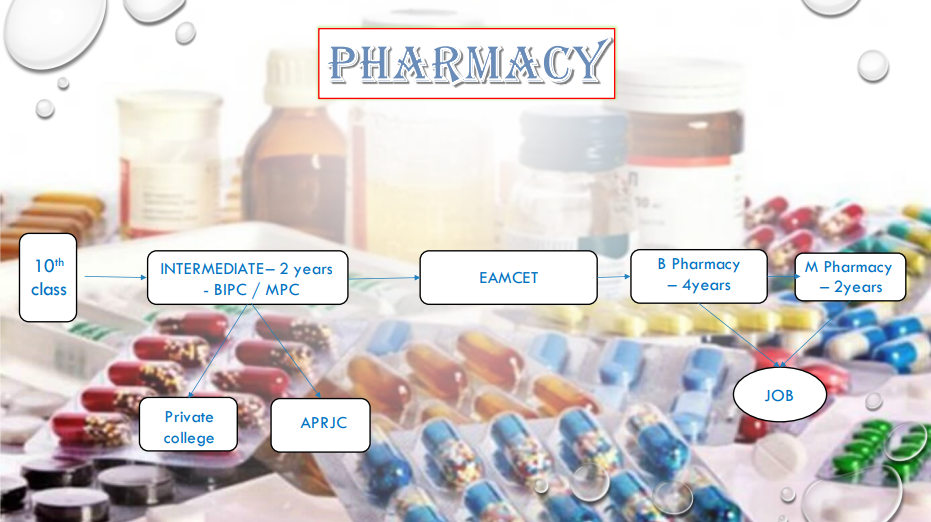 PHARMACY
10th
class
INTERMEDIATE– 2 years
- BIPC / MPC
EAMCET
B Pharmacy
– 4years
M Pharmacy
– 2years
Private
college
APRJC
JOB